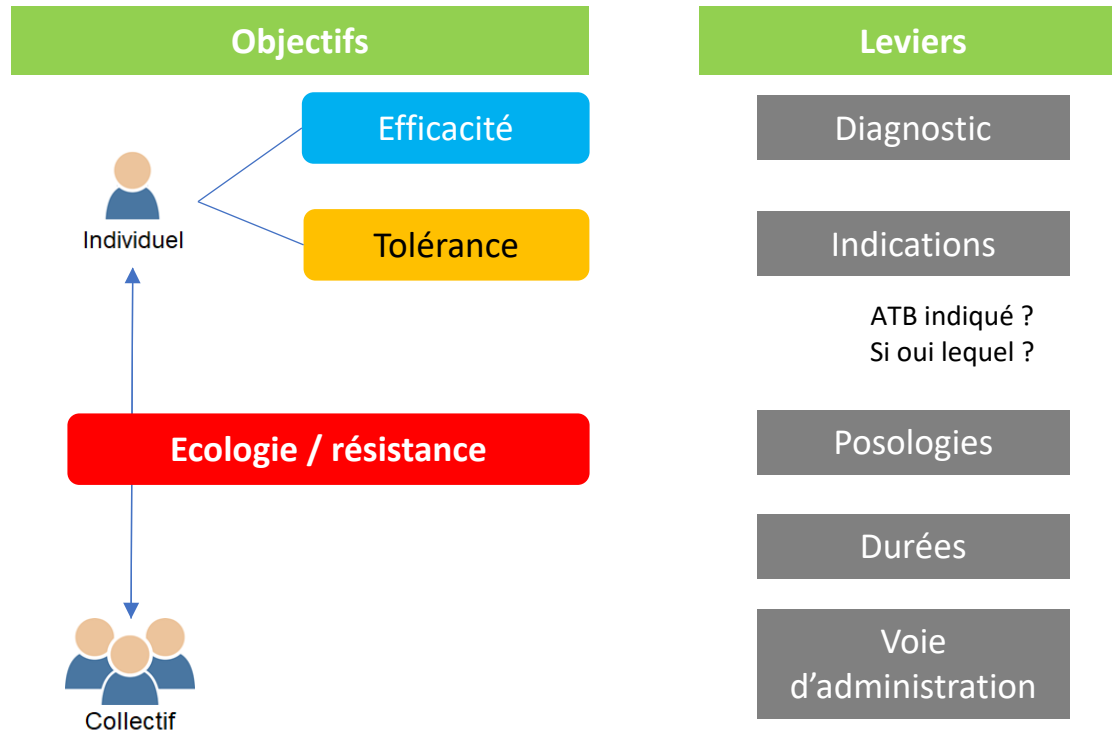 Objectifs
Efficacité
Individuel
Tolérance
Ecologie / résistance
Collectif
Leviers
Diagnostic
Indications
ATB indiqué ?
Si oui lequel ?
Posologies
Durées
Voie
d’administration